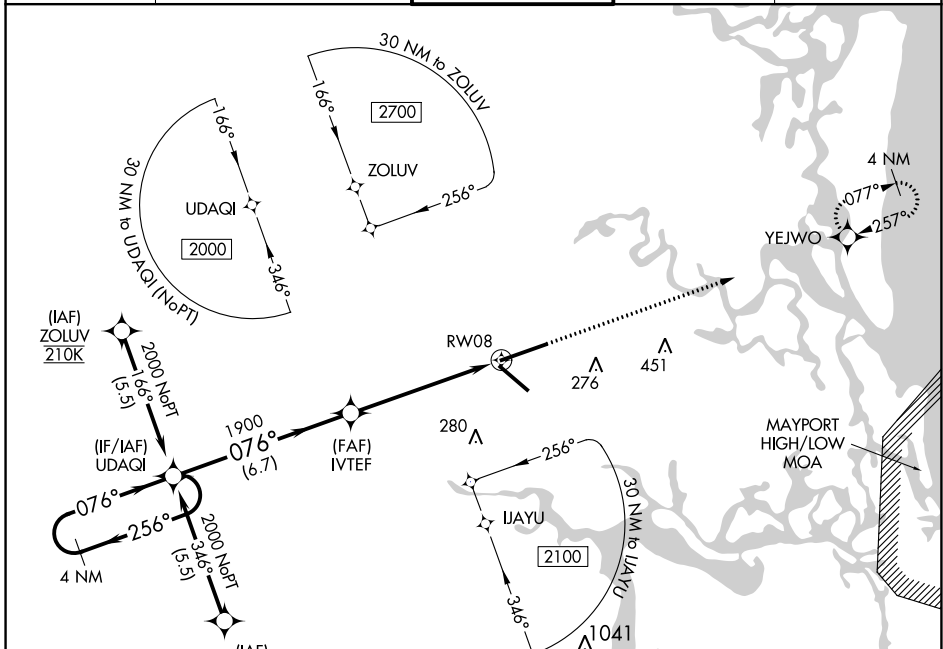 30 NM to ZOLUV
166°
2700
ZOLUV
256°
166°
30 NM to UDAQI (NoPT)
UDAQI
2000
346°
4 NM
077°
257°
YEJWO
(IAF)
ZOLUV
210K
2000 NoPT
166°
(5.5)
RW08
276
451
1900
076°
(6.7)
(FAF)
IVTEF
280
MAYPORT
HIGH/LOW
MOA
(IF/IAF)
UDAQI
076°
256°
4 NM
2000 NoPT
346°
(5.5)
256°
30 NM to IJAYU
IJAYU
2100
346°
1041